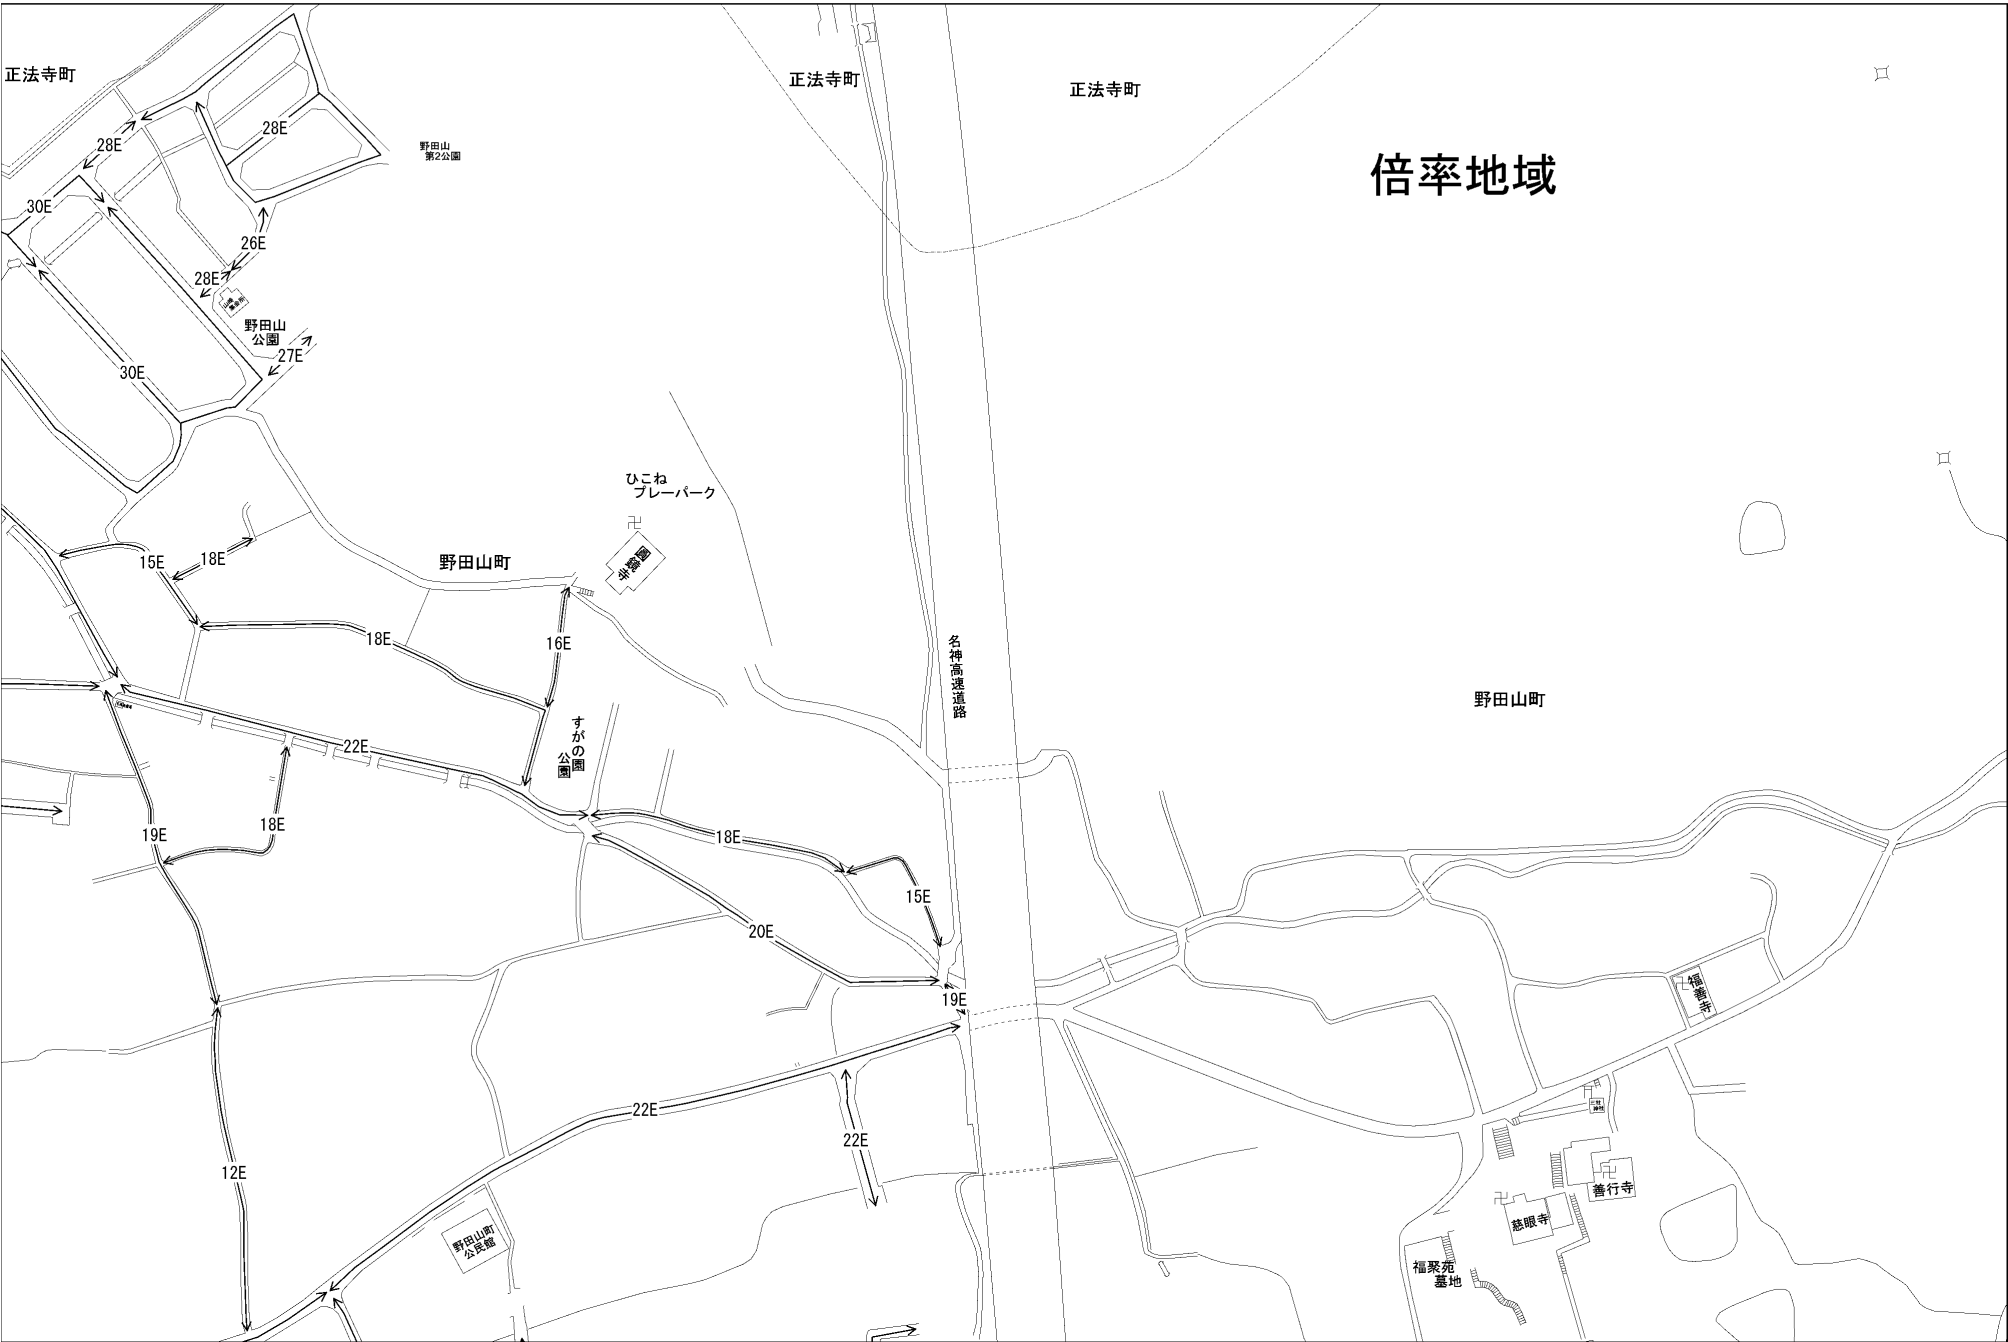 正法寺町
正法寺町
正法寺町
倍率地域
28E
28E
野田山
第2公園
30E
26E
28E
野田山
公園
27E
30E
ひこね
プレーパーク
圓鏡寺
野田山町
15E
18E
18E
16E
名神高速道路
野田山町
すがの園
公園
22E
19E
18E
18E
15E
20E
19E
福善寺
22E
22E
12E
善行寺
慈眼寺
野田山町
公民館
福聚苑
墓地